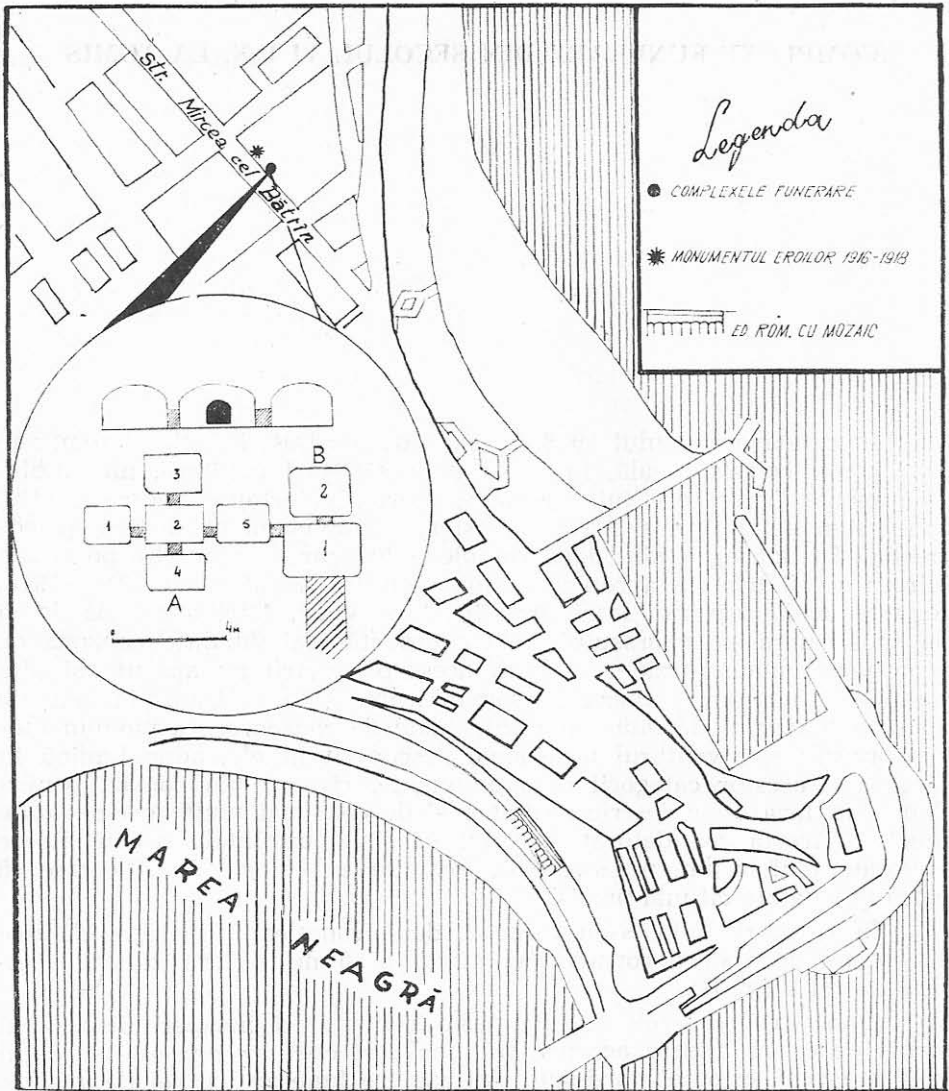 Str. Mircea cel Bătrîn
Legenda
COMPLEXELE FUNERARE
MONUMENTUL EROILOR 1916-1918
ED. ROM. CU MOZAIC
B
3
2
1
2
5
1
4
A
0
4M
MAREA
NEAGRĂ